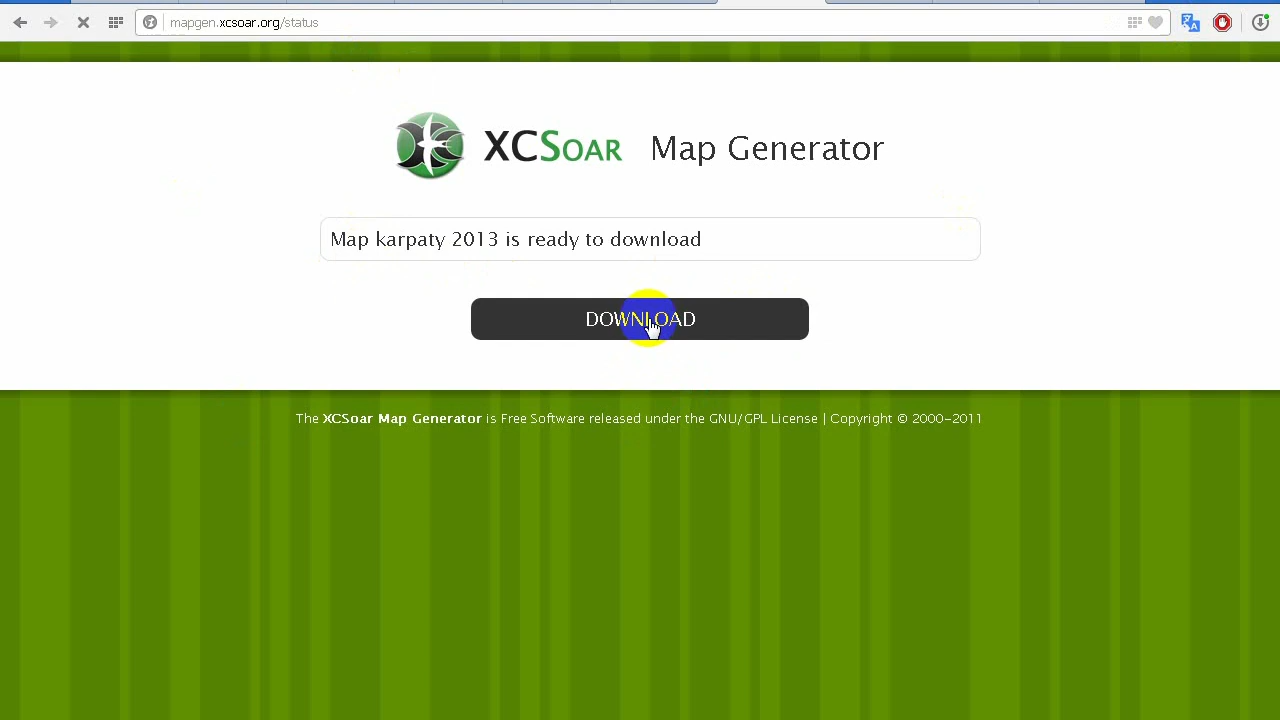 mapgen.xcsoar.org/status
XCSOAR Map Generator
Map karpaty 2013 is ready to download
DOWNLOAD
The XCSoar Map Generator is Free Software released under the GNU/GPL License | Copyright © 2000-2011